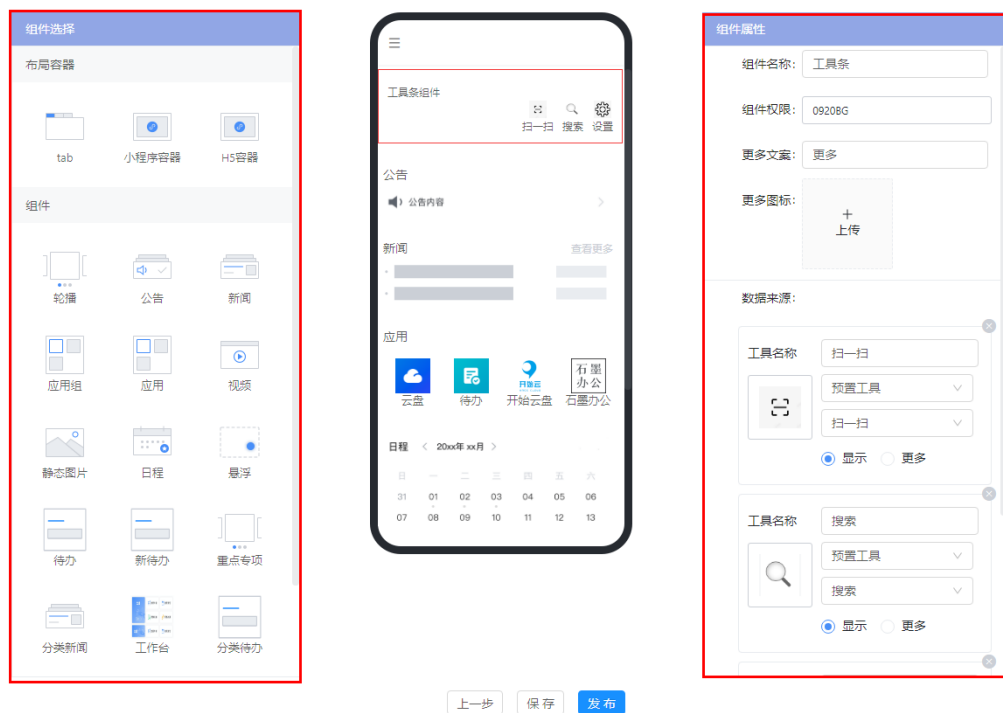 组件选择
布局容器
tab 小程序容器 H5容器
组件
轮播 公告 新闻
应用组 应用 视频
静态图片 日程 悬浮
待办 新待办 重点专项
分类新闻 工作台 分类待办
工具条组件
扫一扫 搜索 设置
公告
公告内容
新闻 查看更多
应用
开始云 石墨办公
云盘 待办 开始云盘 石墨办公
日程 20xx年 xx月
日 一 二 三 四 五 六
31 01 02 03 04 05 06
07 08 09 10 11 12 13
上一步 保存 发布
组件属性
组件名称: 工具条
组件权限: 0920BG
更多文案: 更多
更多图标:
+
上传
数据来源:
工具名称 扫一扫
预置工具
扫一扫
显示 更多
工具名称 搜索
预置工具
搜索
显示 更多